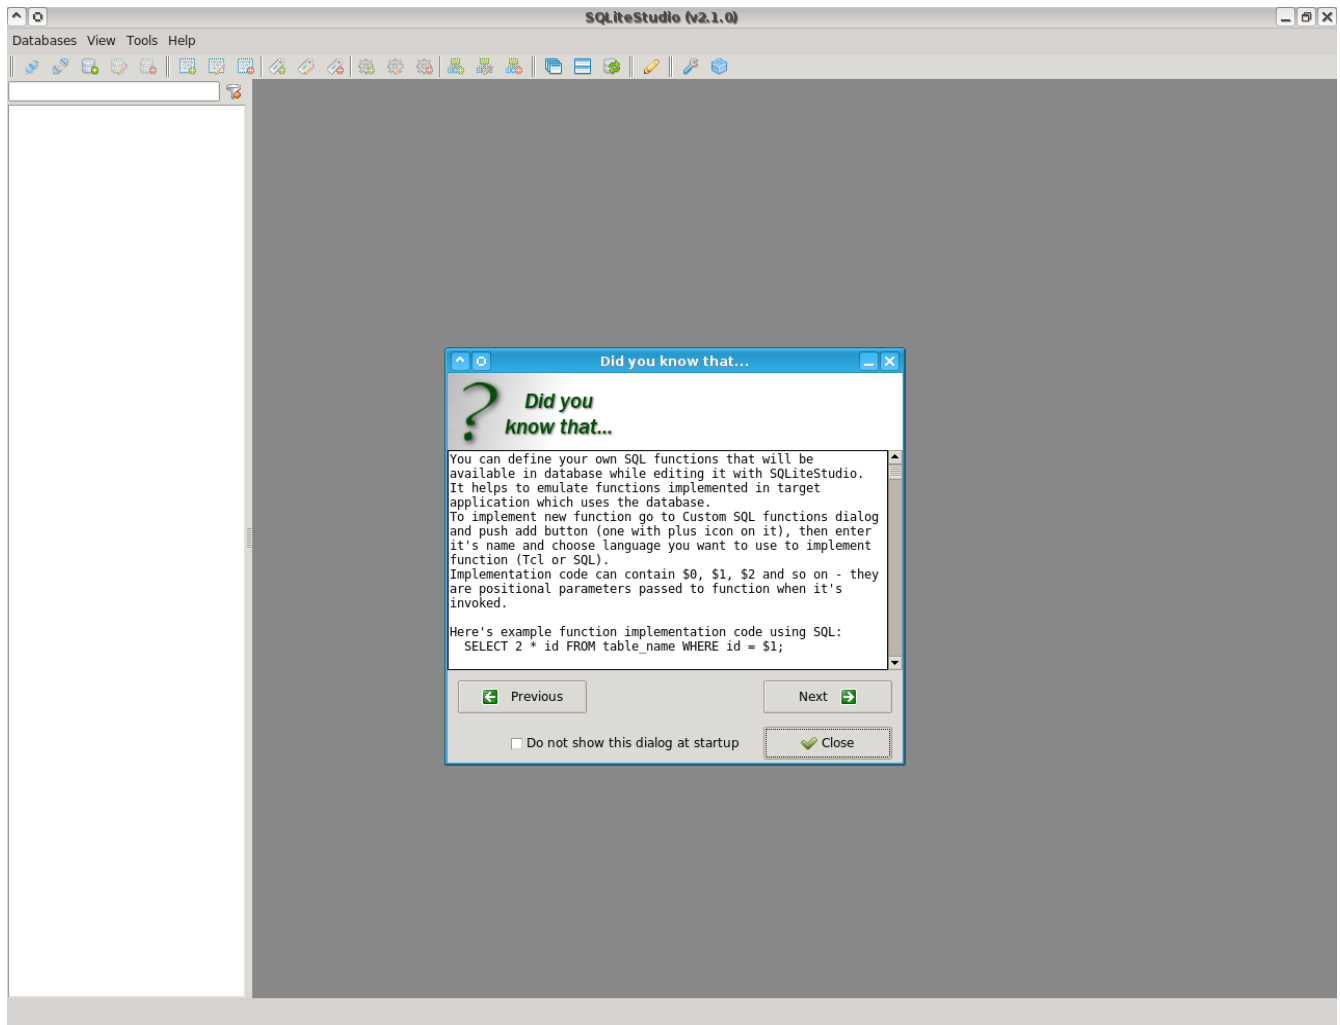 SQLiteStudio (v2.1.0)
Databases View Tools Help
Did you know that...
Did you
know that...
You can define your own SQL functions that will be
available in database while editing it with SQLiteStudio.
It helps to emulate functions implemented in target
application which uses the database.
To implement new function go to Custom SQL functions dialog
and push add button (one with plus icon on it), then enter
it's name and choose language you want to use to implement
function (Tcl or SQL).
Implementation code can contain $0, $1, $2 and so on - they
are positional parameters passed to function when it's
invoked.
Here's example function implementation code using SQL:
SELECT 2 * id FROM table_name WHERE id = $1;
Previous Next
Do not show this dialog at startup Close